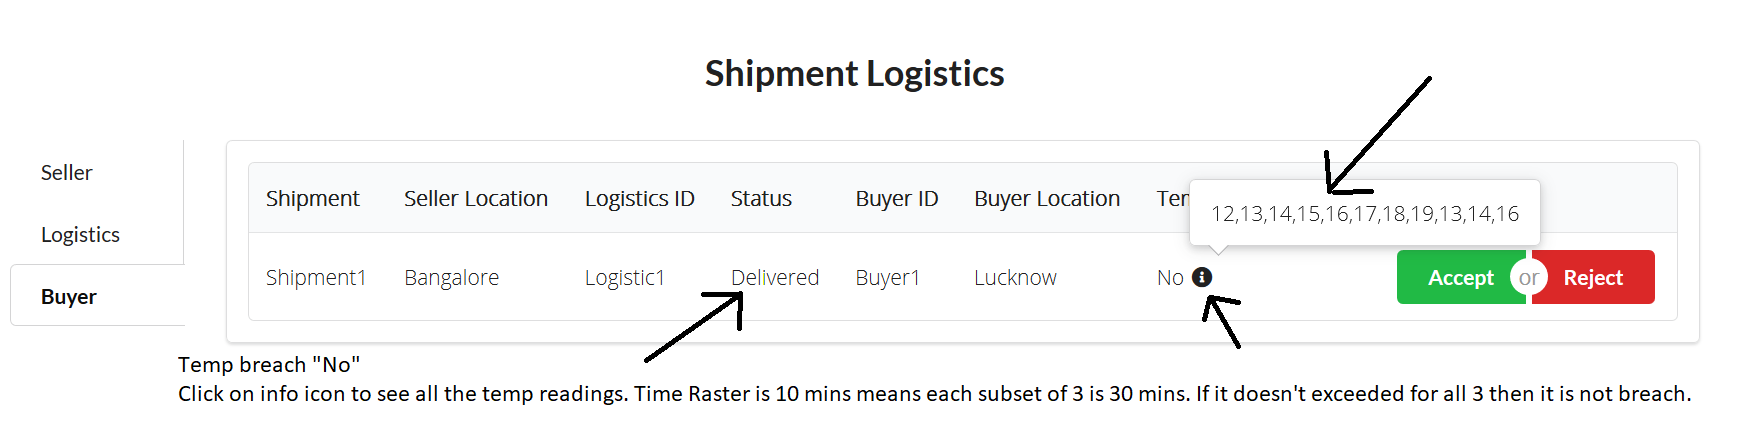 Shipment Logistics
Seller
Logistics
Buyer
Shipment Seller Location Logistics ID Status Buyer ID Buyer Location Ter
12,13,14,15,16,17,18,19,13,14,16
Shipment1 Bangalore Logistic1 Delivered Buyer1 Lucknow No Accept or Reject
Temp breach "No"
Click on info icon to see all the temp readings. Time Raster is 10 mins means each subset of 3 is 30 mins. If it doesn't exceeded for all 3 then it is not breach.